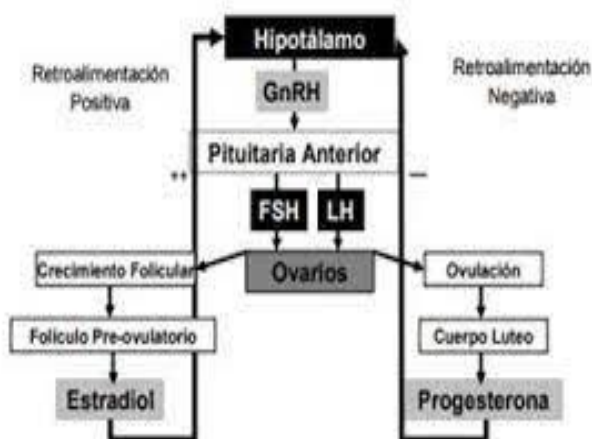 Hipotálamo
Retroalimentación
Positiva
Retroalimentación
Negativa
GnRH
Pituitaria Anterior
++
—
FSH
LH
Crecimiento Folicular
Ovarios
Ovulación
Folículo Pre-ovulatorio
Cuerpo Luteo
Estradiol
Progesterona